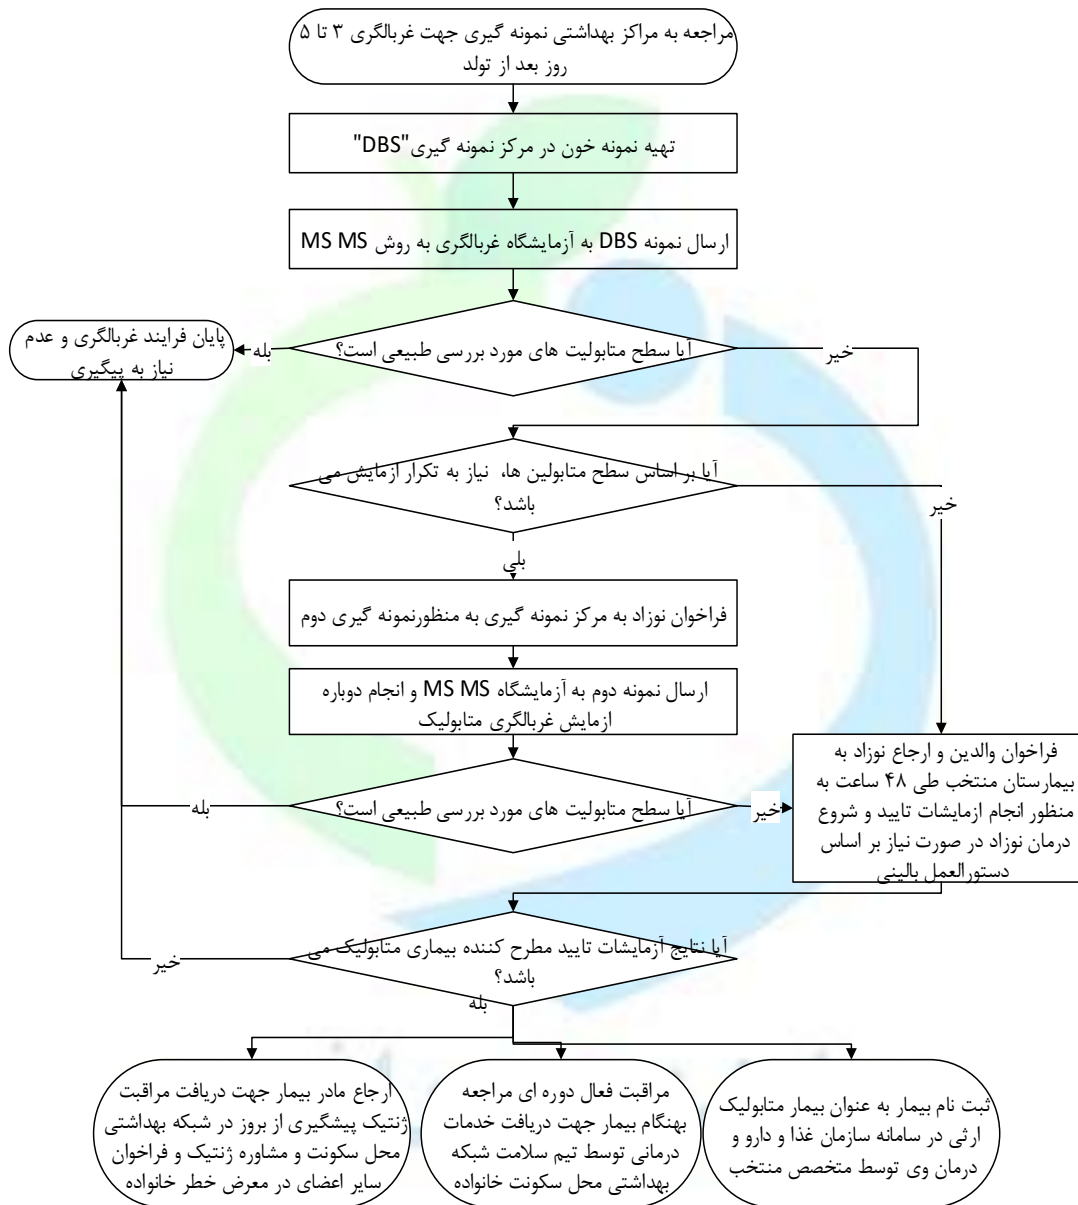 مراجعه به مراکز بهداشتی نمونه گیری جهت غربالگری ۳ تا ۵
روز بعد از تولد
تهیه نمونه خون در مرکز نمونه گیری"DBS"
ارسال نمونه DBS به آزمایشگاه غربالگری به روش MS MS
آیا سطح متابولیت های مورد بررسی طبیعی است؟
بله
خیر
پایان فرایند غربالگری و عدم
نیاز به پیگیری
آیا بر اساس سطح متابولین ها، نیاز به تکرار ازمایش می
باشد؟
خیر
بلی
فراخوان نوزاد به مرکز نمونه گیری به منظورنمونه گیری دوم
ارسال نمونه دوم به آزمایشگاه MS MS و انجام دوباره
ازمایش غربالگری متابولیک
آیا سطح متابولیت های مورد بررسی طبیعی است؟
بله
خیر
فراخوان والدین و ارجاع نوزاد به
بیمارستان منتخب طی ۴۸ ساعت به
منظور انجام ازمایشات تایید و شروع
درمان نوزاد در صورت نیاز بر اساس
دستورالعمل بالینی
آیا نتایج آزمایشات تایید مطرح کننده بیماری متابولیک می
باشد؟
خیر
بله
ثبت نام بیمار به عنوان بیمار متابولیک
ارثی در سامانه سازمان غذا و دارو و
درمان وی توسط متخصص منتخب
مراقبت فعال دوره ای مراجعه
بهنگام بیمار جهت دریافت خدمات
درمانی توسط تیم سلامت شبکه
بهداشتی محل سکونت خانواده
ارجاع مادر بیمار جهت دریافت مراقبت
ژنتیک پیشگیری از بروز در شبکه بهداشتی
محل سکونت و مشاوره ژنتیک و فراخوان
سایر اعضای در معرض خطر خانواده